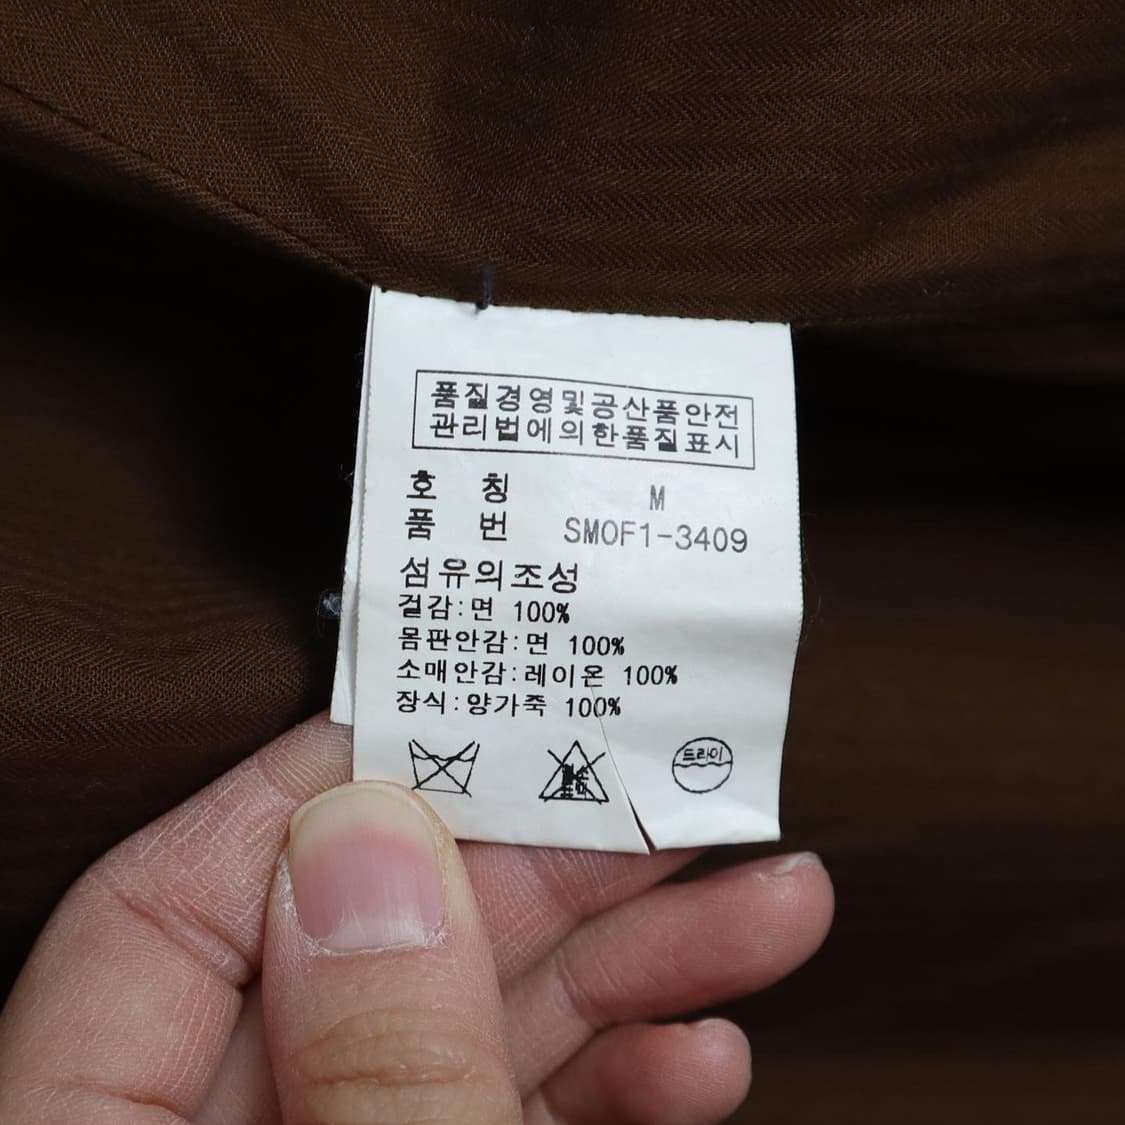 품질경영및공산품안전
관리법에의한품질표시
호 칭 M
품 번 SMOF1-3409
섬유의조성
겉감:면 100%
몸판안감:면 100%
소매안감:레이온 100%
장식:양가죽 100%
드라이